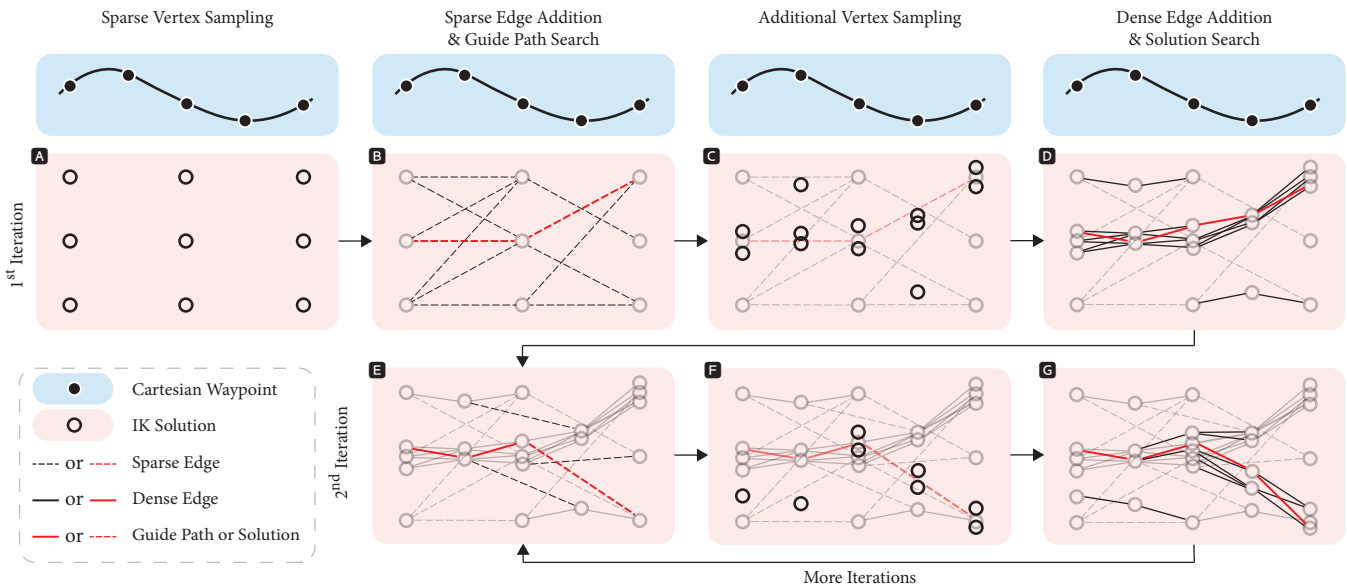 Sparse Vertex Sampling
Sparse Edge Addition
& Guide Path Search
Additional Vertex Sampling
Dense Edge Addition
& Solution Search
1st Iteration
A
B
C
D
2nd Iteration
E
F
G
Cartesian Waypoint
IK Solution
or Sparse Edge
or Dense Edge
or Guide Path or Solution
More Iterations